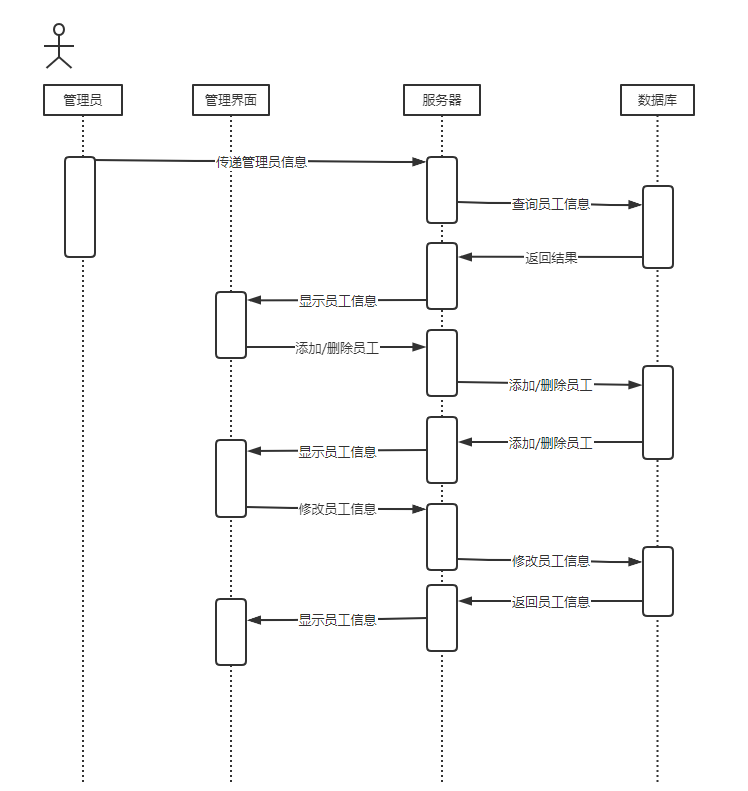 管理员
管理界面
服务器
数据库
传递管理员信息
查询员工信息
返回结果
显示员工信息
添加/删除员工
添加/删除员工
添加/删除员工
显示员工信息
修改员工信息
修改员工信息
返回员工信息
显示员工信息